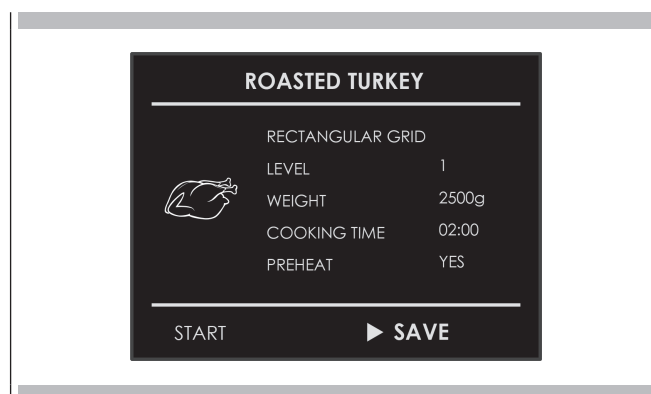 ROASTED TURKEY
RECTANGULAR GRID
LEVEL 1
WEIGHT 2500g
COOKING TIME 02:00
PREHEAT YES
START ▶ SAVE